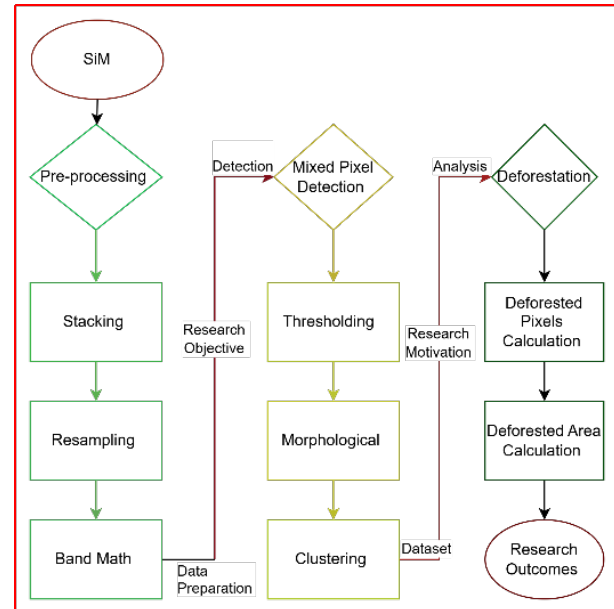 SiM
Pre-processing
Stacking
Resampling
Band Math
Data
Preparation
Research
Objective
Detection
Mixed Pixel
Detection
Thresholding
Morphological
Clustering
Dataset
Research
Motivation
Analysis
Deforestation
Deforested
Pixels
Calculation
Deforested Area
Calculation
Research
Outcomes